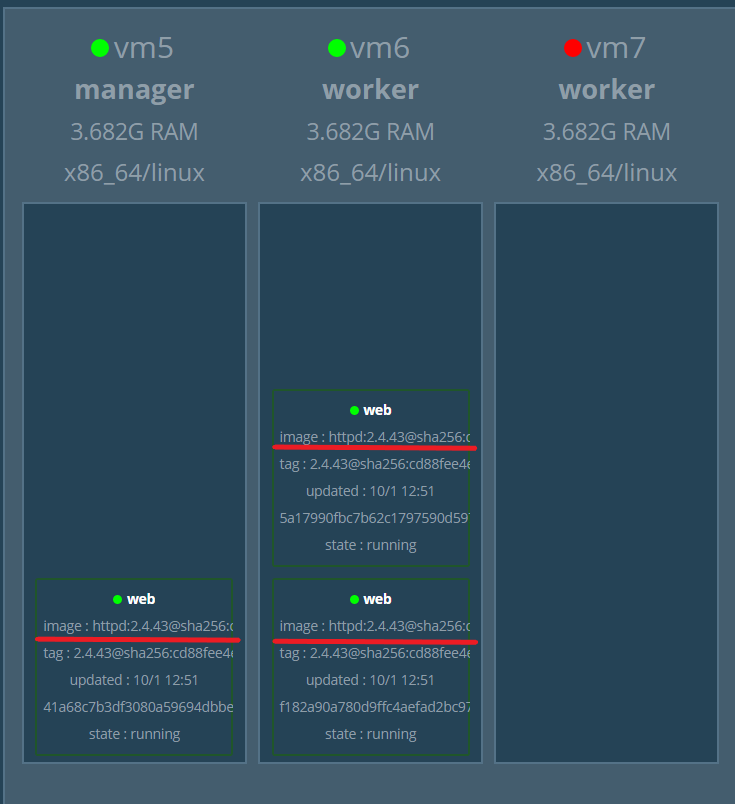 vm5
manager
3.682G RAM
x86_64/linux
web
image : httpd:2.4.43@sha256:c
tag : 2.4.43@sha256:cd88fee4e
updated : 10/1 12:51
41a68c7b3df3080a59694dbbe
state : running
vm6
worker
3.682G RAM
x86_64/linux
web
image : httpd:2.4.43@sha256:c
tag : 2.4.43@sha256:cd88fee4e
updated : 10/1 12:51
5a17990fbc7b62c1797590d597
state : running
web
image : httpd:2.4.43@sha256:c
tag : 2.4.43@sha256:cd88fee4e
updated : 10/1 12:51
f182a90a780d9ffc4aefad2bc97
state : running
vm7
worker
3.682G RAM
x86_64/linux